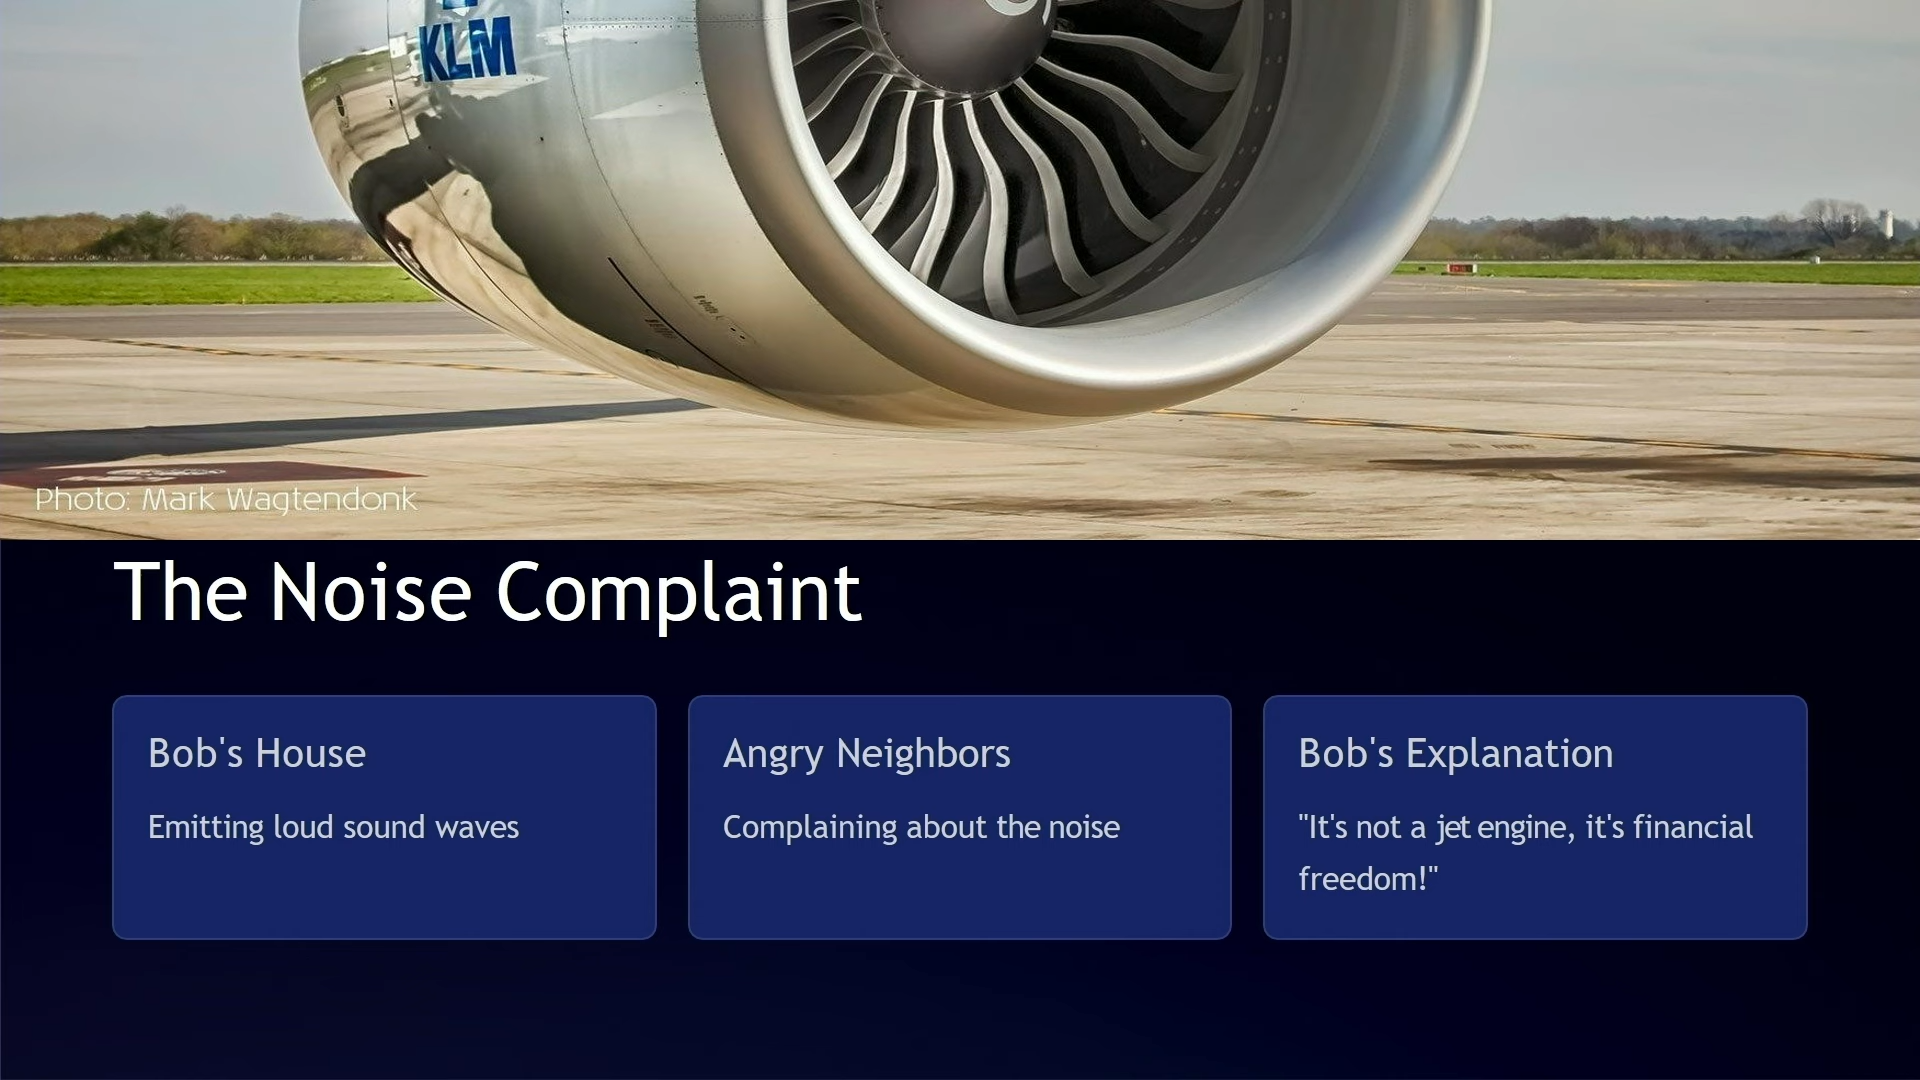 KLM
Photo: Mark Wagtendonk
The Noise Complaint
Bob's House
Emitting loud sound waves
Angry Neighbors
Complaining about the noise
Bob's Explanation
"It's not a jet engine, it's financial
freedom!"